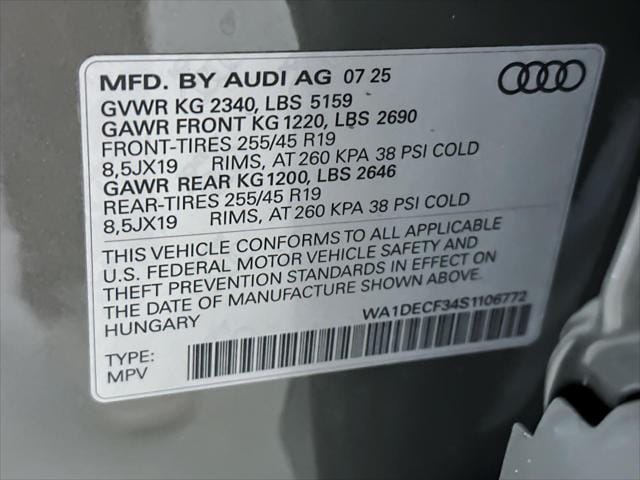 MFD. BY AUDI AG 07 25
GVWR KG 2340, LBS 5159
GAWR FRONT KG 1220, LBS 2690
FRONT-TIRES 255/45 R19
8,5JX19 RIMS, AT 260 KPA 38 PSI COLD
GAWR REAR KG 1200, LBS 2646
REAR-TIRES 255/45 R19
8,5JX19 RIMS, AT 260 KPA 38 PSI COLD
THIS VEHICLE CONFORMS TO ALL APPLICABLE
U.S. FEDERAL MOTOR VEHICLE SAFETY AND
THEFT PREVENTION STANDARDS IN EFFECT ON
THE DATE OF MANUFACTURE SHOWN ABOVE.
HUNGARY
WA1DECF34S1106772
TYPE:
MPV